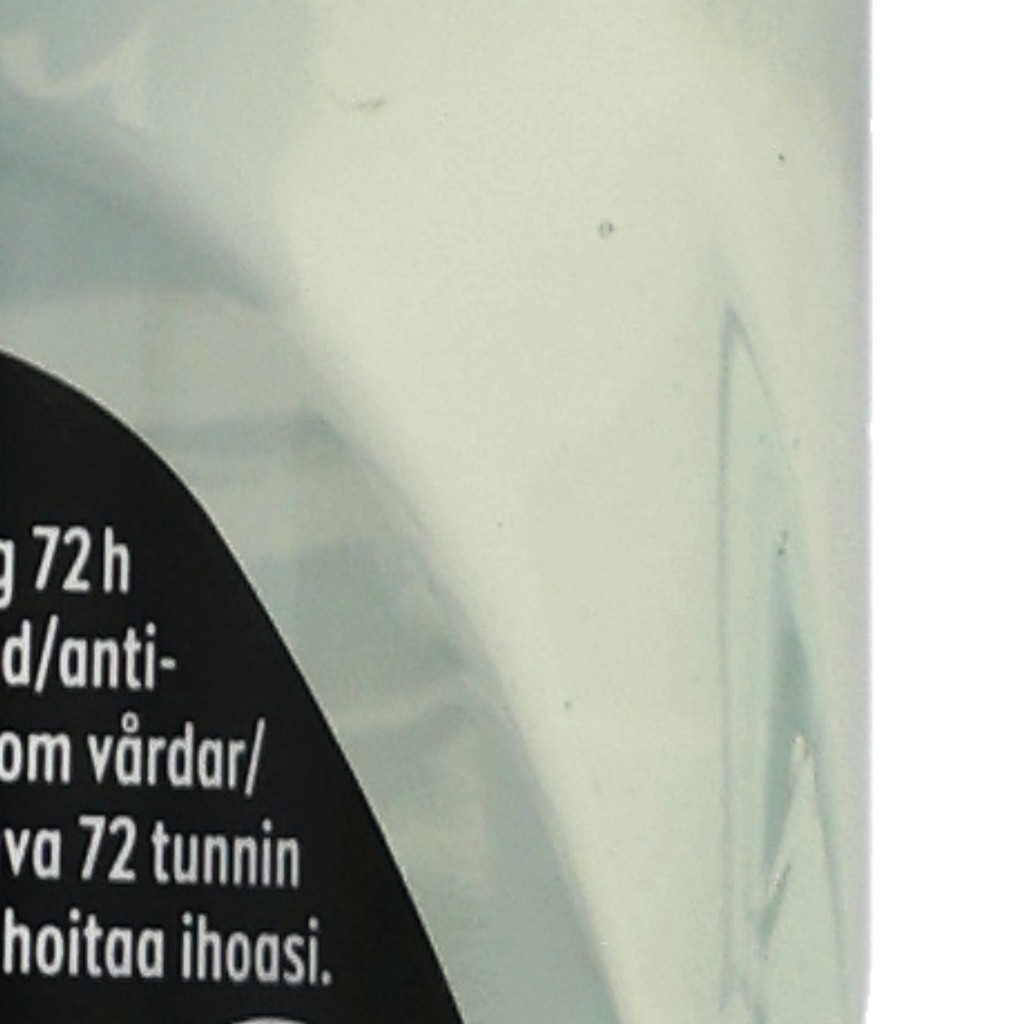 g 72 h
d/anti-
om vårdar/
va 72 tunnin
hoitaa ihoasi.